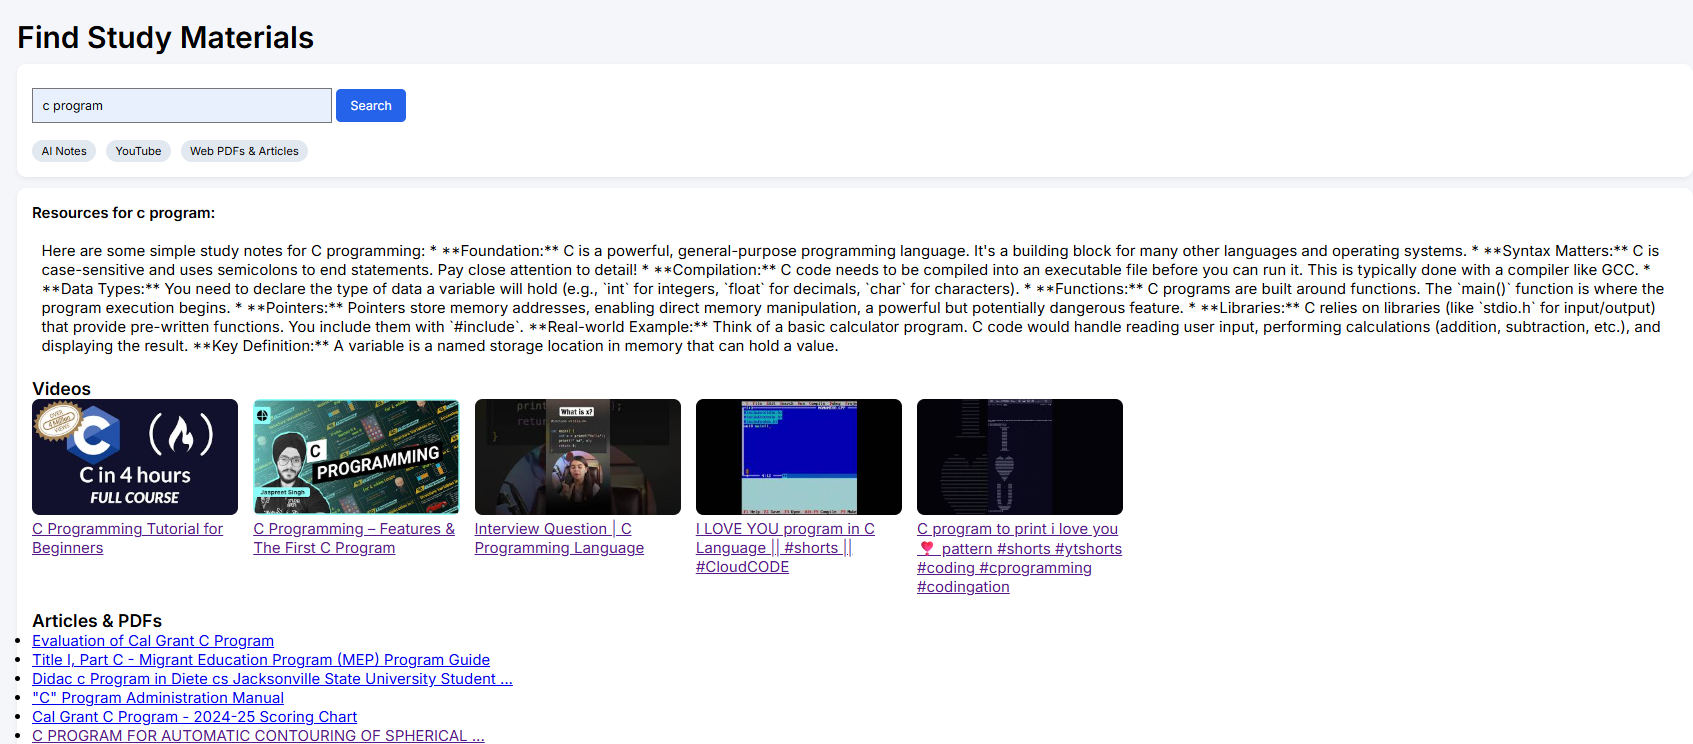 Find Study Materials
c program
Search
AI Notes
YouTube
Web PDFs & Articles
Resources for c program:
Here are some simple study notes for C programming: * **Foundation:** C is a powerful, general-purpose programming language. It's a building block for many other languages and operating systems. * **Syntax Matters:** C is
case-sensitive and uses semicolons to end statements. Pay close attention to detail! * **Compilation:** C code needs to be compiled into an executable file before you can run it. This is typically done with a compiler like GCC. *
**Data Types:** You need to declare the type of data a variable will hold (e.g., `int` for integers, `float` for decimals, `char` for characters). * **Functions:** C programs are built around functions. The `main()` function is where the
program execution begins. * **Pointers:** Pointers store memory addresses, enabling direct memory manipulation, a powerful but potentially dangerous feature. * **Libraries:** C relies on libraries (like `stdio.h` for input/output)
that provide pre-written functions. You include them with `#include`. **Real-world Example:** Think of a basic calculator program. C code would handle reading user input, performing calculations (addition, subtraction, etc.), and
displaying the result. **Key Definition:** A variable is a named storage location in memory that can hold a value.
Videos
C
C in 4 hours
FULL COURSE
C
PROGRAMMING
Jaspreet Singh
What is x?
C Programming Tutorial for
Beginners
C Programming – Features &
The First C Program
Interview Question | C
Programming Language
I LOVE YOU program in C
Language || #shorts ||
#CloudCODE
C program to print i love you
❣️ pattern #shorts #ytshorts
#coding #cprogramming
#codingation
Articles & PDFs
Evaluation of Cal Grant C Program
Title I, Part C - Migrant Education Program (MEP) Program Guide
Didac c Program in Diete cs Jacksonville State University Student ...
"C" Program Administration Manual
Cal Grant C Program - 2024-25 Scoring Chart
C PROGRAM FOR AUTOMATIC CONTOURING OF SPHERICAL ...